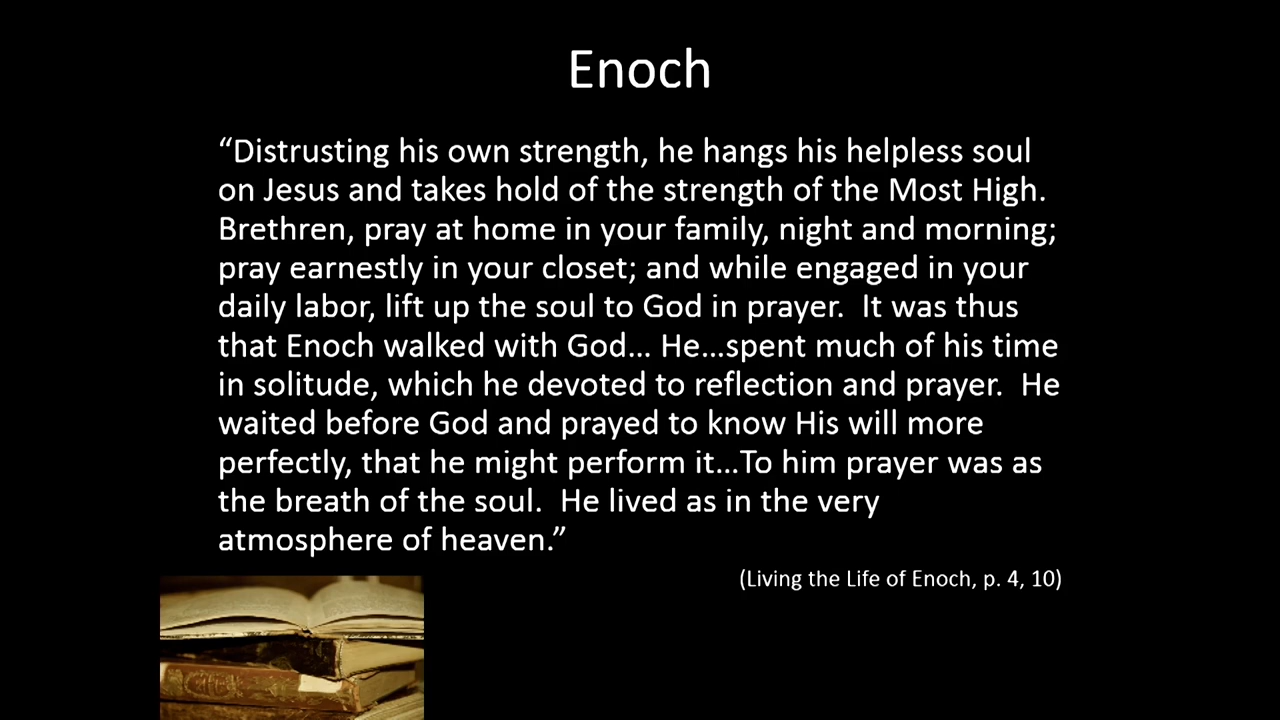 Enoch
“Distrusting his own strength, he hangs his helpless soul
on Jesus and takes hold of the strength of the Most High.
Brethren, pray at home in your family, night and morning;
pray earnestly in your closet; and while engaged in your
daily labor, lift up the soul to God in prayer.  It was thus
that Enoch walked with God… He…spent much of his time
in solitude, which he devoted to reflection and prayer.  He
waited before God and prayed to know His will more
perfectly, that he might perform it…To him prayer was as
the breath of the soul.  He lived as in the very
atmosphere of heaven.”
(Living the Life of Enoch, p. 4, 10)